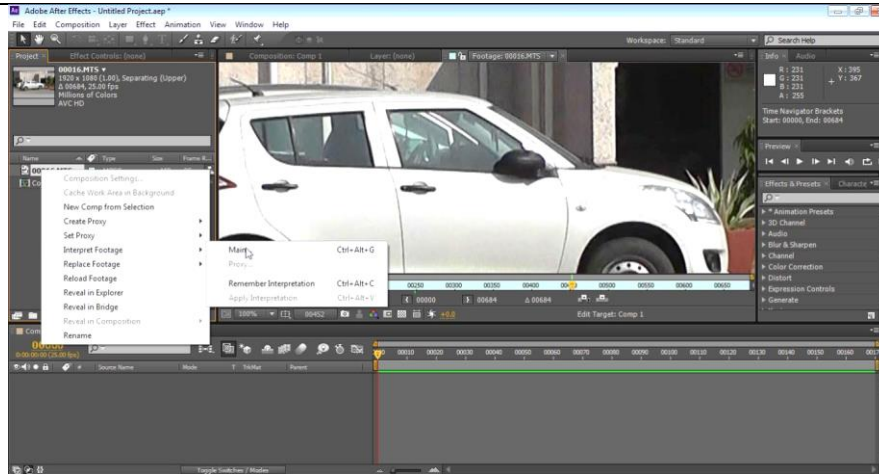 Adobe After Effects - Untitled Project.aep *
File Edit Composition Layer Effect Animation View Window Help
Workspace: Standard
Search Help
Project
Effect Controls: (none)
Composition: Comp 1
Layer: (none)
Footage: 00016.MTS
Info
Audio
00016.MTS
1920 x 1080 (1.00), Separating (Upper)
Δ 00684, 25.00 fps
Millions of Colors
AVC HD
R : 231
G : 231
B : 231
A : 255
X : 395
Y : 367
Time Navigator Brackets
Start: 00000, End: 00684
Preview
Name Type Size Frame R...
Composition Settings...
Cache Work Area in Background
New Comp from Selection
Create Proxy
Set Proxy
Interpret Footage
Replace Footage
Reload Footage
Reveal in Explorer
Reveal in Bridge
Reveal in Composition
Rename
Main... Ctrl+Alt+G
Proxy...
Remember Interpretation Ctrl+Alt+C
Apply Interpretation Ctrl+Alt+V
Effects & Presets
Characte
* Animation Presets
3D Channel
Audio
Blur & Sharpen
Channel
Color Correction
Distort
Expression Controls
Generate
00250 00300 00350 00400 00500 00550 00600 00650
00000 00684 Δ 00684
Edit Target: Comp 1
100% 00452 +0.0
00000
0:00:00:00 (25.00 fps)
00010 00020 00030 00040 00050 00060 00070 00080 00090 00100 00110 00120 00130 00140 00150 00160
# Source Name Mode T TrkMat Parent
Toggle Switches / Modes